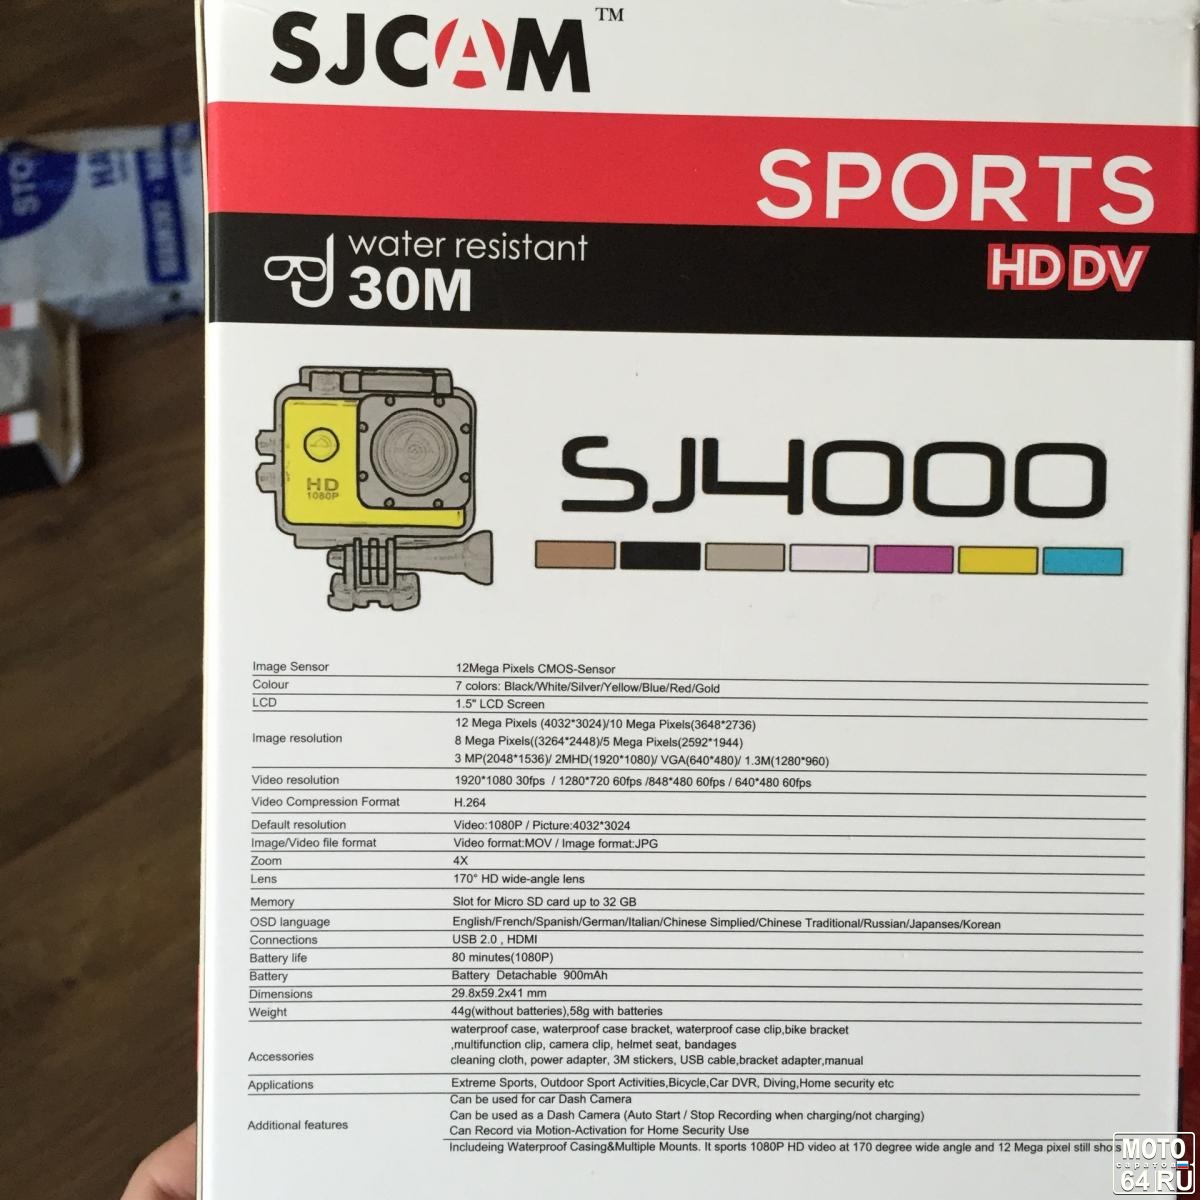 SJCAM™
SPORTS
HD DV
water resistant
30M
HD
1080P
SJ4000
Image Sensor 12Mega Pixels CMOS-Sensor
Colour 7 colors: Black/White/Silver/Yellow/Blue/Red/Gold
LCD 1.5" LCD Screen
Image resolution 12 Mega Pixels (4032*3024)/10 Mega Pixels(3648*2736)
8 Mega Pixels((3264*2448)/5 Mega Pixels(2592*1944)
3 MP(2048*1536)/ 2MHD(1920*1080)/ VGA(640*480)/ 1.3M(1280*960)
Video resolution 1920*1080 30fps / 1280*720 60fps /848*480 60fps / 640*480 60fps
Video Compression Format H.264
Default resolution Video:1080P / Picture:4032*3024
Image/Video file format Video format:MOV / Image format:JPG
Zoom 4X
Lens 170° HD wide-angle lens
Memory Slot for Micro SD card up to 32 GB
OSD language English/French/Spanish/German/Italian/Chinese Simplied/Chinese Traditional/Russian/Japanses/Korean
Connections USB 2.0 , HDMI
Battery life 80 minutes(1080P)
Battery Battery Detachable 900mAh
Dimensions 29.8x59.2x41 mm
Weight 44g(without batteries),58g with batteries
waterproof case, waterproof case bracket, waterproof case clip,bike bracket
,multifunction clip, camera clip, helmet seat, bandages
Accessories cleaning cloth, power adapter, 3M stickers, USB cable,bracket adapter,manual
Applications Extreme Sports, Outdoor Sport Activities,Bicycle,Car DVR, Diving,Home security etc
Can be used for car Dash Camera
Can be used as a Dash Camera (Auto Start / Stop Recording when charging/not charging)
Additional features Can Record via Motion-Activation for Home Security Use
Includeing Waterproof Casing&Multiple Mounts. It sports 1080P HD video at 170 degree wide angle and 12 Mega pixel still
MOTO
саратов
64 RU